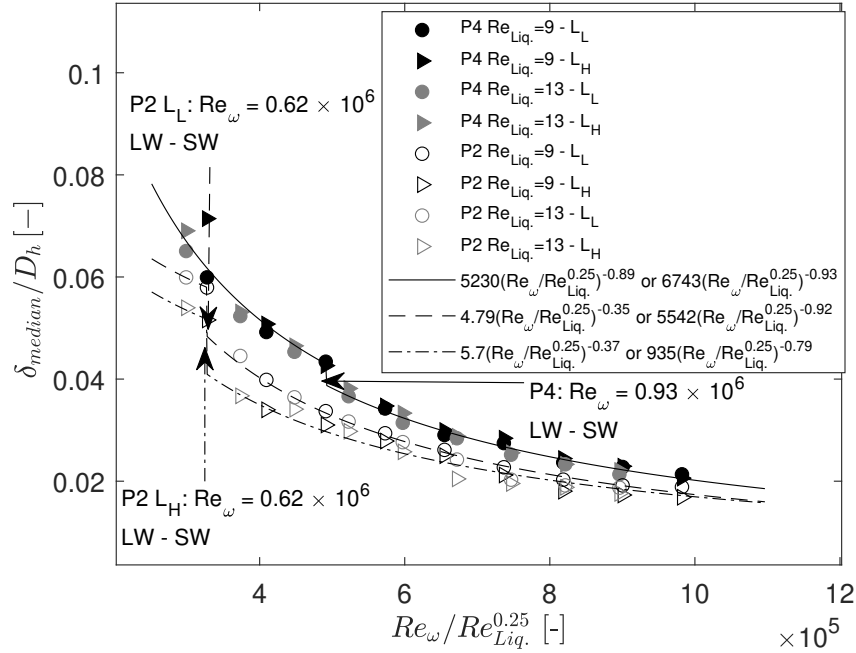 0.1
0.08
0.06
0.04
0.02
δ_median/D_h [−]
P2 L_L: Re_ω = 0.62 × 10^6
LW - SW
P4 Re_Liq.=9 - L_L
P4 Re_Liq.=9 - L_H
P4 Re_Liq.=13 - L_L
P4 Re_Liq.=13 - L_H
P2 Re_Liq.=9 - L_L
P2 Re_Liq.=9 - L_H
P2 Re_Liq.=13 - L_L
P2 Re_Liq.=13 - L_H
5230(Re_ω/Re_Liq.^0.25)^-0.89 or 6743(Re_ω/Re_Liq.^0.25)^-0.93
4.79(Re_ω/Re_Liq.^0.25)^-0.35 or 5542(Re_ω/Re_Liq.^0.25)^-0.92
5.7(Re_ω/Re_Liq.^0.25)^-0.37 or 935(Re_ω/Re_Liq.^0.25)^-0.79
P4: Re_ω = 0.93 × 10^6
LW - SW
P2 L_H: Re_ω = 0.62 × 10^6
LW - SW
4 6 8 10 12
Re_ω/Re_Liq.^0.25 [-]
×10^5